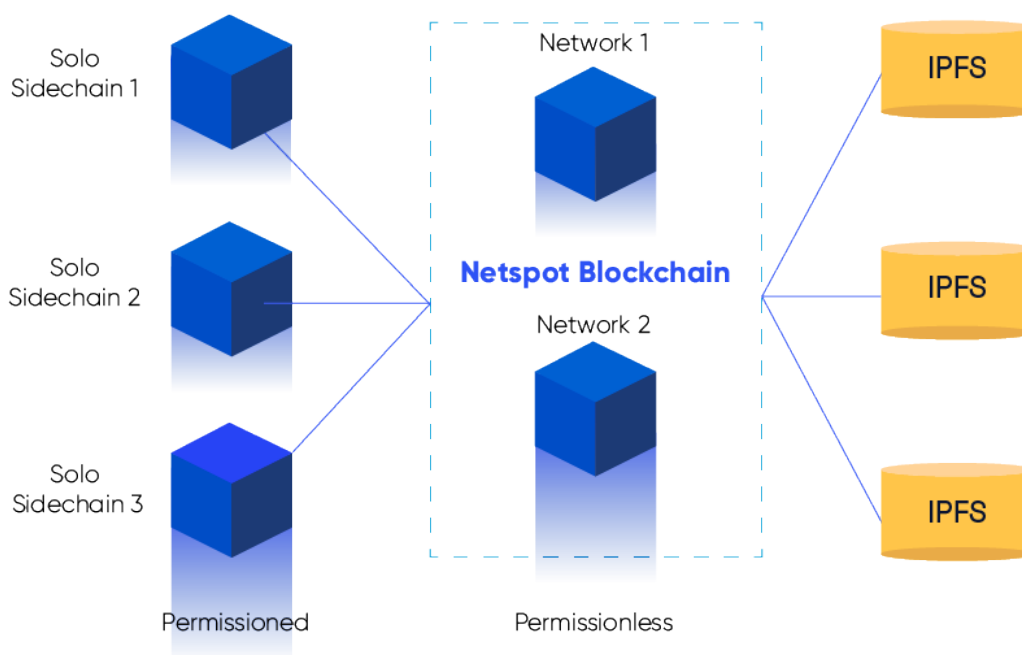 Solo
Sidechain 1
Solo
Sidechain 2
Solo
Sidechain 3
Permissioned
Network 1
Netspot Blockchain
Network 2
Permissionless
IPFS
IPFS
IPFS